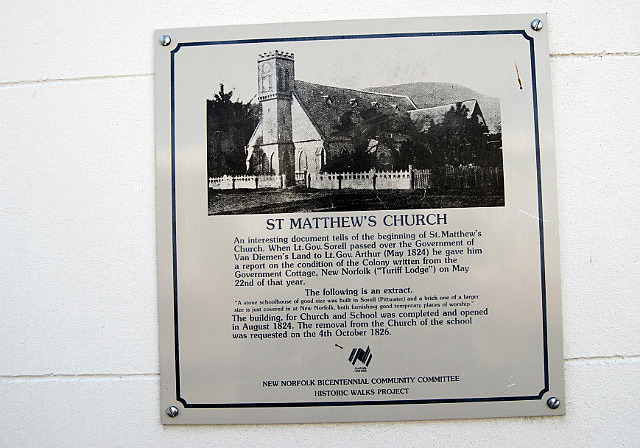 ST MATTHEW'S CHURCH
An interesting document tells of the beginning of St. Matthew's
Church. When Lt. Gov. Sorell passed over the Government of
Van Diemen's Land to Lt. Gov. Arthur (May 1824) he gave him
a report on the condition of the Colony written from the
Government Cottage, New Norfolk ("Turiff Lodge") on May
22nd of that year.
The following is an extract.
"A stone schoolhouse of good size was built in Sorell (Pittwater) and a brick one of a larger
size is just covered in at New Norfolk, both furnishing good temporary places of worship."
The building, for Church and School was completed and opened
in August 1824. The removal from the Church of the school
was requested on the 4th October 1826.
NEW NORFOLK BICENTENNIAL COMMUNITY COMMITTEE
HISTORIC WALKS PROJECT